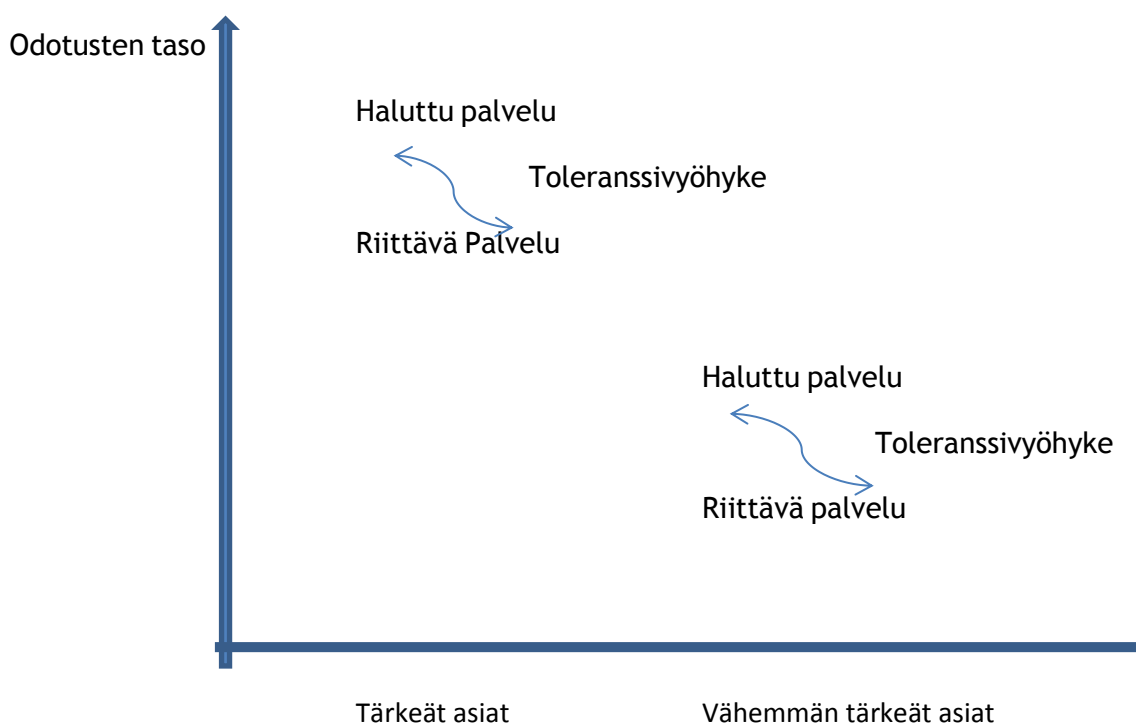 Odotusten taso
Haluttu palvelu
Toleranssivyöhyke
Riittävä Palvelu
Haluttu palvelu
Toleranssivyöhyke
Riittävä palvelu
Tärkeät asiat
Vähemmän tärkeät asiat